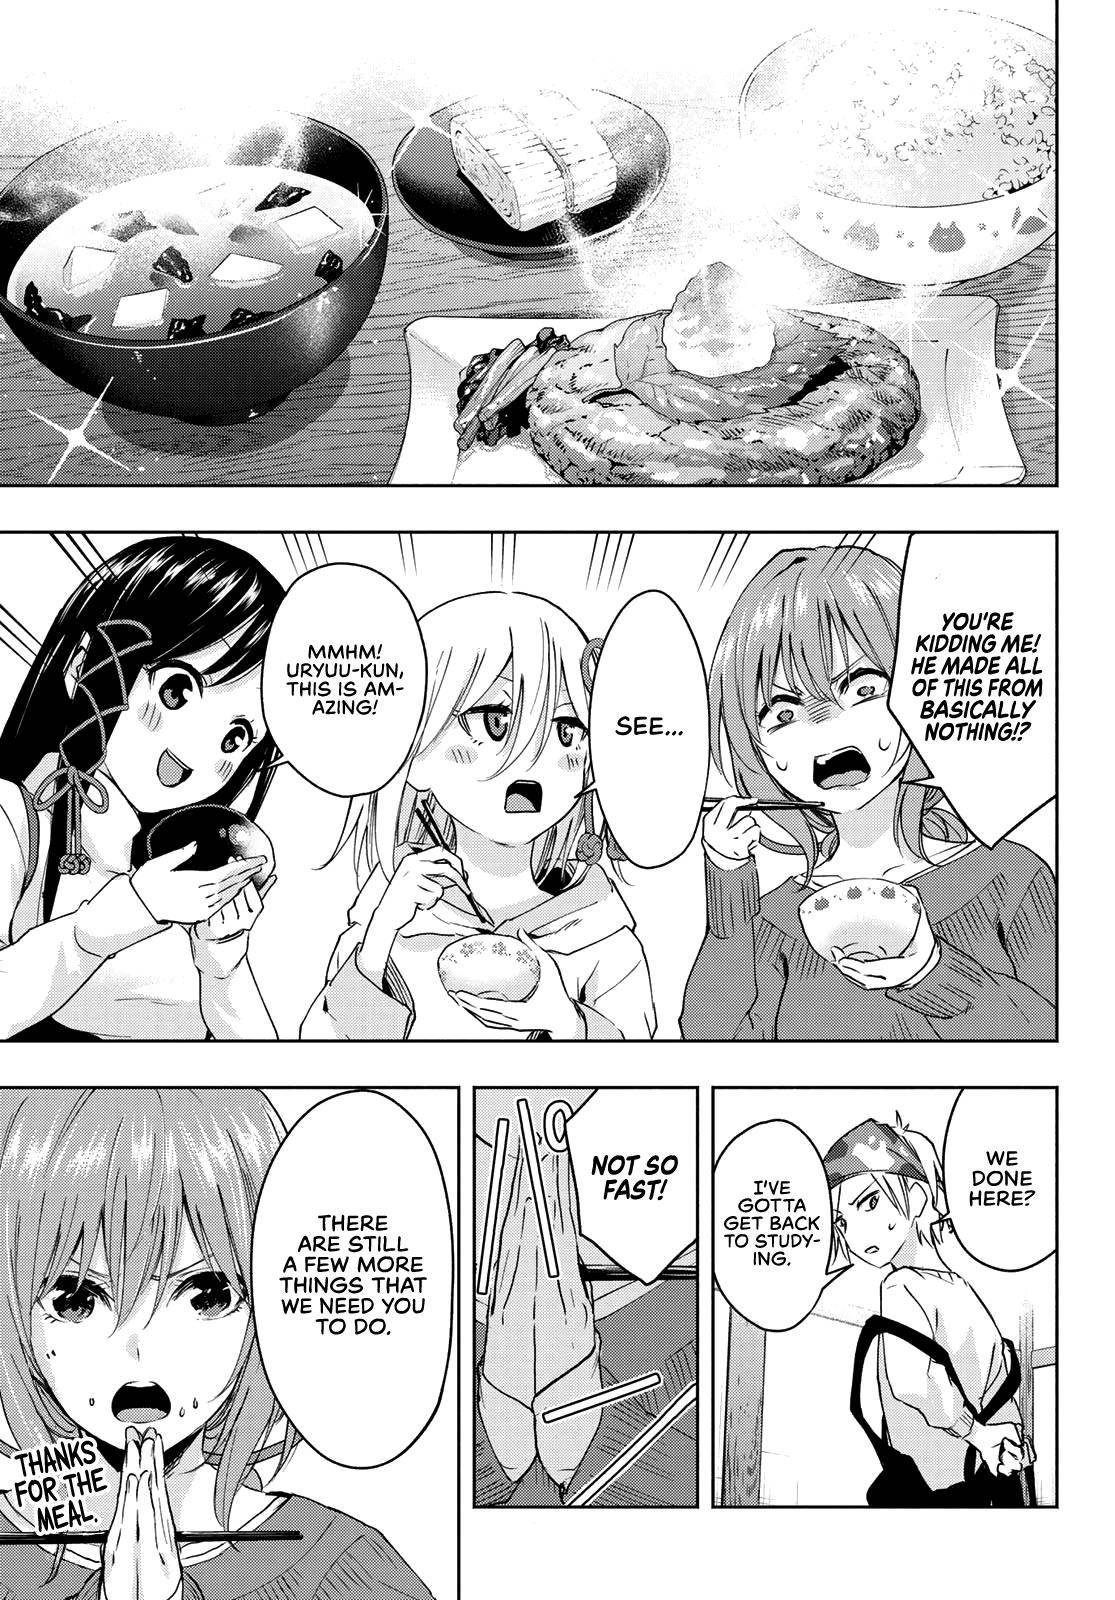 YOU'RE
KIDDING ME!
HE MADE ALL
OF THIS FROM
BASICALLY
NOTHING!?
SEE...
MMHM!
URYUU-KUN,
THIS IS AM-
AZING!
WE
DONE
HERE?
I'VE
GOTTA
GET BACK
TO STUDY-
ING.
NOT SO
FAST!
THERE
ARE STILL
A FEW MORE
THINGS THAT
WE NEED YOU
TO DO.
THANKS
FOR THE
MEAL.